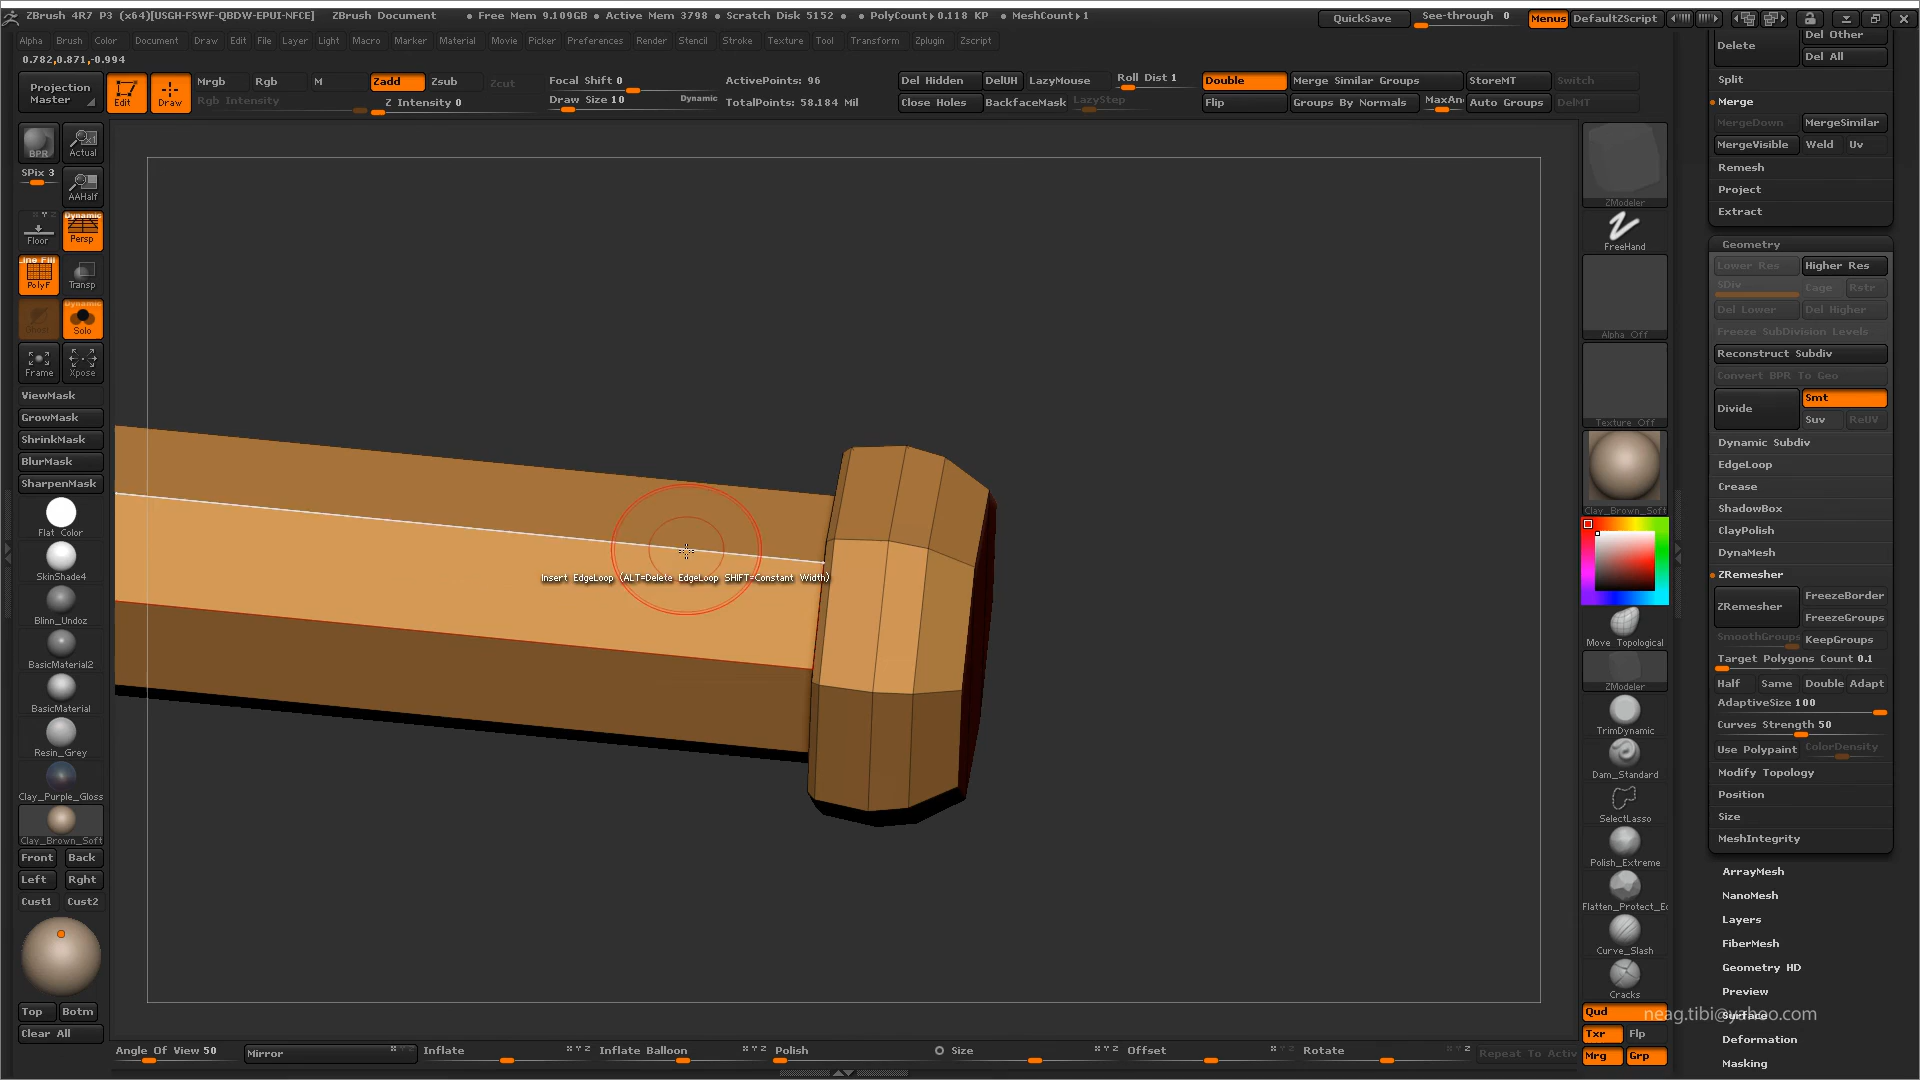 ZBrush 4R7 P3 (x64)[USGH-FSWF-QBDW-EPUI-NFCE] ZBrush Document • Free Mem 9.109GB • Active Mem 3798 • Scratch Disk 5152 • • PolyCount▸0.118 KP • MeshCount▸1 QuickSave See-through 0 Menus DefaultZScript
Alpha Brush Color Document Draw Edit File Layer Light Macro Marker Material Movie Picker Preferences Render Stencil Stroke Texture Tool Transform Zplugin Zscript
0.782,0.871,-0.994
Projection Master Edit Draw Mrgb Rgb M Zadd Zsub Zcut Focal Shift 0 ActivePoints: 96 Del Hidden DelUH LazyMouse Roll Dist 1 Double Merge Similar Groups StoreMT Switch
Rgb Intensity Z Intensity 0 Draw Size 10 Dynamic TotalPoints: 58.184 Mil Close Holes BackfaceMask LazyStep Flip Groups By Normals MaxAn Auto Groups DelMT
BPR Actual
SPix 3 AAHalf
Floor Dynamic Persp
Line Fill PolyF Transp
Ghost Dynamic Solo
Frame Xpose
ViewMask
GrowMask
ShrinkMask
BlurMask
SharpenMask
Flat Color
SkinShade4
Blinn_Undoz
BasicMaterial2
BasicMaterial
Resin_Grey
Clay_Purple_Gloss
Clay_Brown_Soft
Front Back
Left Rght
Cust1 Cust2
Top Botm
Clear All
Insert EdgeLoop (ALT=Delete EdgeLoop SHIFT=Constant Width)
Angle Of View 50 Mirror Inflate Inflate Balloon Polish Size Offset Rotate Repeat To Activ
ZModeler
FreeHand
Alpha Off
Texture Off
Clay_Brown_Soft
Move Topological
ZModeler
TrimDynamic
Dam_Standard
SelectLasso
Polish_Extreme
Flatten_Protect_Ed
Curve_Slash
Cracks
Qud
Txr Flp
Mrg Grp
Delete Del Other
Del All
Split
Merge
MergeDown MergeSimilar
MergeVisible Weld Uv
Remesh
Project
Extract
Geometry
Lower Res Higher Res
SDiv Cage Rstr
Del Lower Del Higher
Freeze SubDivision Levels
Reconstruct Subdiv
Convert BPR To Geo
Divide Smt
Suv ReUV
Dynamic Subdiv
EdgeLoop
Crease
ShadowBox
ClayPolish
DynaMesh
ZRemesher
ZRemesher FreezeBorder
FreezeGroups
SmoothGroups KeepGroups
Target Polygons Count 0.1
Half Same Double Adapt
AdaptiveSize 100
Curves Strength 50
Use Polypaint ColorDensity
Modify Topology
Position
Size
MeshIntegrity
ArrayMesh
NanoMesh
Layers
FiberMesh
Geometry HD
Preview
Surface
neag.tibi@yahoo.com
Deformation
Masking